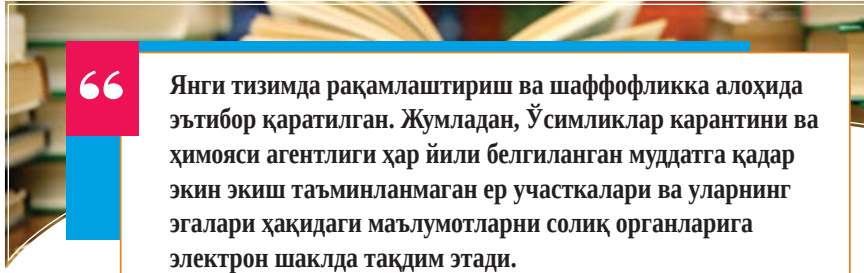 Янги тизимда рақамлаштириш ва шаффофликка алоҳида
эътибор қаратилган. Жумладан, Ўсимликлар карантини ва
ҳимояси агентлиги ҳар йили белгиланган муддатга қадар
экин экиш таъминланмаган ер участкалари ва уларнинг
эгалари ҳақидаги маълумотларни солиқ органларига
электрон шаклда тақдим этади.